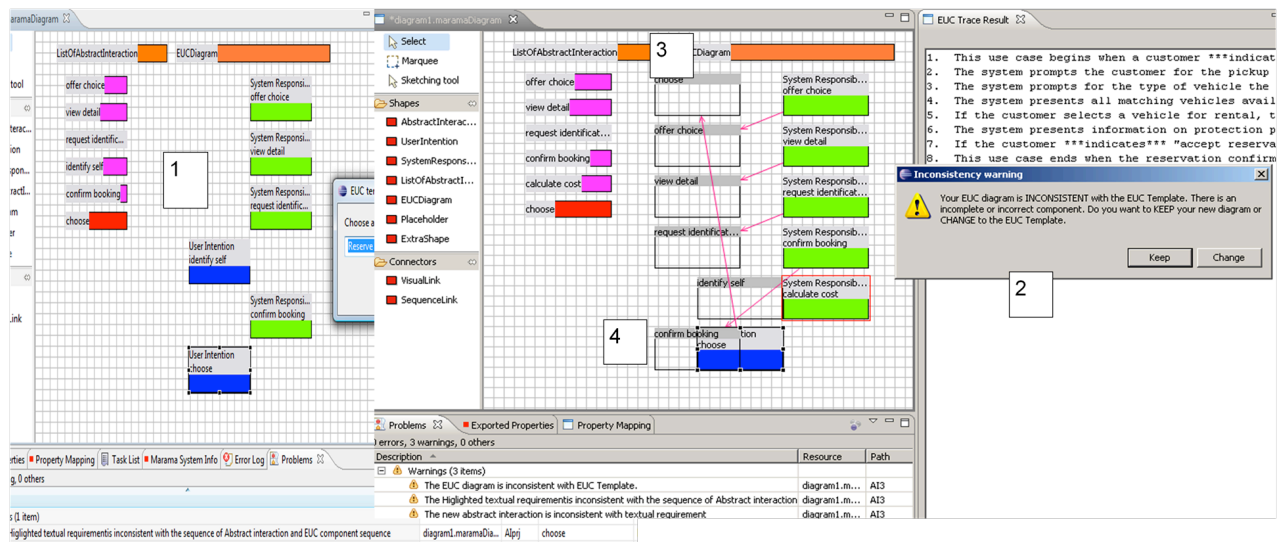 aramaDiagram
ListOfAbstractInteraction
EUCDiagram
tool
offer choice
view detail
request identific...
identify self
confirm booking
choose
1
System Responsi...
offer choice
System Responsi...
view detail
System Responsi...
request identific...
User Intention
identify self
System Responsi...
confirm booking
User Intention
choose
nterac...
ion
spon...
ractI...
am
er
e
Link
EUC te
Choose a
Reserve
rties
Property Mapping
Task List
Marama System Info
Error Log
Problems
g, 0 others
s (1 item)
Higlighted textual requirementis inconsistent with the sequence of Abstract interaction and EUC component sequence
diagram1.maramaDia...
AIprj
choose
*diagram1.maramaDiagram
Select
Marquee
Sketching tool
Shapes
AbstractInterac...
UserIntention
SystemRespons...
ListOfAbstractI...
EUCDiagram
Placeholder
ExtraShape
Connectors
VisualLink
SequenceLink
ListOfAbstractInteraction
3
CDiagram
offer choice
view detail
request identificat...
confirm booking
calculate cost
choose
choose
offer choice
view detail
request identificat...
identify self
confirm booking
tion
choose
4
System Responsib...
offer choice
System Responsib...
view detail
System Responsib...
request identificat...
System Responsib...
confirm booking
System Responsib...
calculate cost
Problems
Exported Properties
Property Mapping
0 errors, 3 warnings, 0 others
Description
Resource
Path
Warnings (3 items)
The EUC diagram is inconsistent with EUC Template.
diagram1.m...
AI3
The Higlighted textual requirementis inconsistent with the sequence of Abstract interaction
diagram1.m...
AI3
The new abstract interaction is inconsistent with textual requirement
diagram1.m...
AI3
EUC Trace Result
1. This use case begins when a customer ***indicat
2. The system prompts the customer for the pickup
3. The system prompts for the type of vehicle the
4. The system presents all matching vehicles avail
5. If the customer selects a vehicle for rental, t
6. The system presents information on protection p
7. If the customer ***indicates*** "accept reserva
8. This use case ends when the reservation confirm
Inconsistency warning
Your EUC diagram is INCONSISTENT with the EUC Template. There is an
incomplete or incorrect component. Do you want to KEEP your new diagram or
CHANGE to the EUC Template.
Keep
Change
2